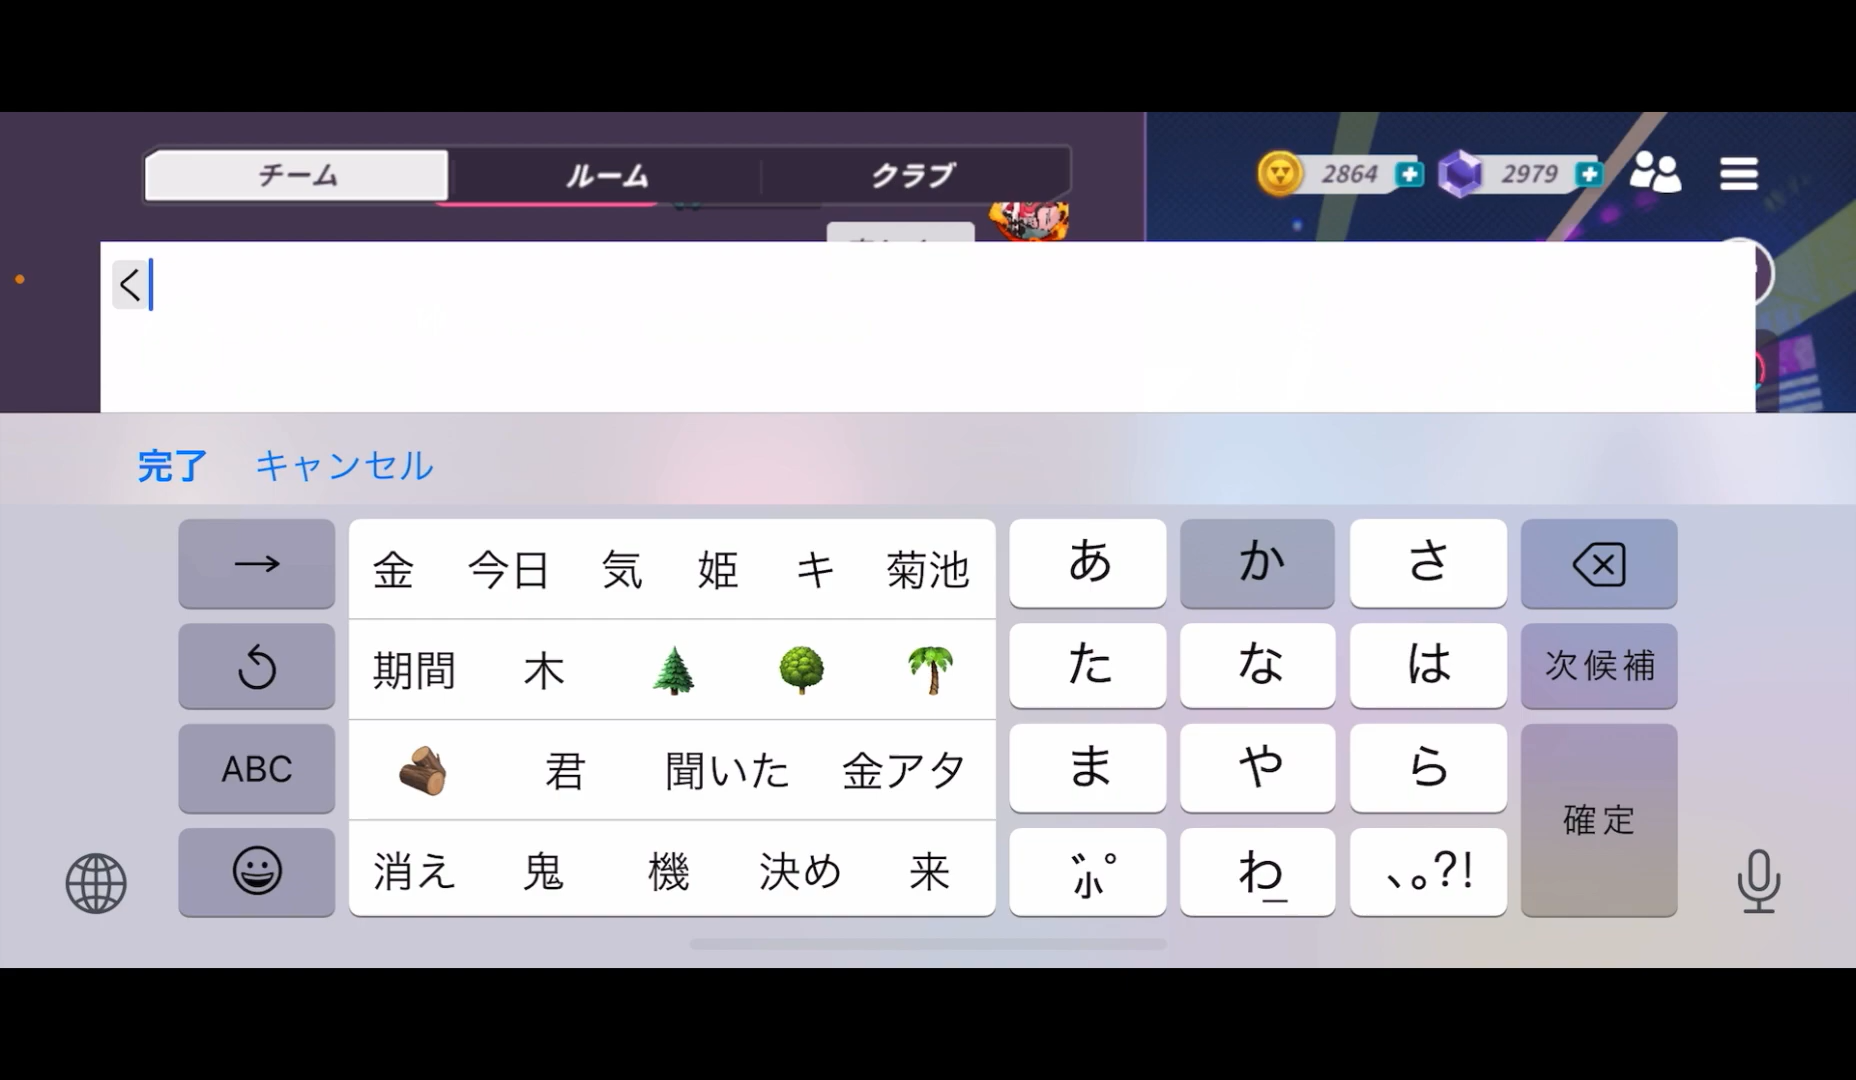 チーム ルーム クラブ 2864 2979
く
完了 キャンセル
→ 金 今日 気 姫 キ 菊池 あ か さ
期間 木 🌲 🌳 🌴 た な は 次候補
ABC 🪵 君 聞いた 金アタ ま や ら 確定
消え 鬼 機 決め 来 ゛゜小 わ 、。?!